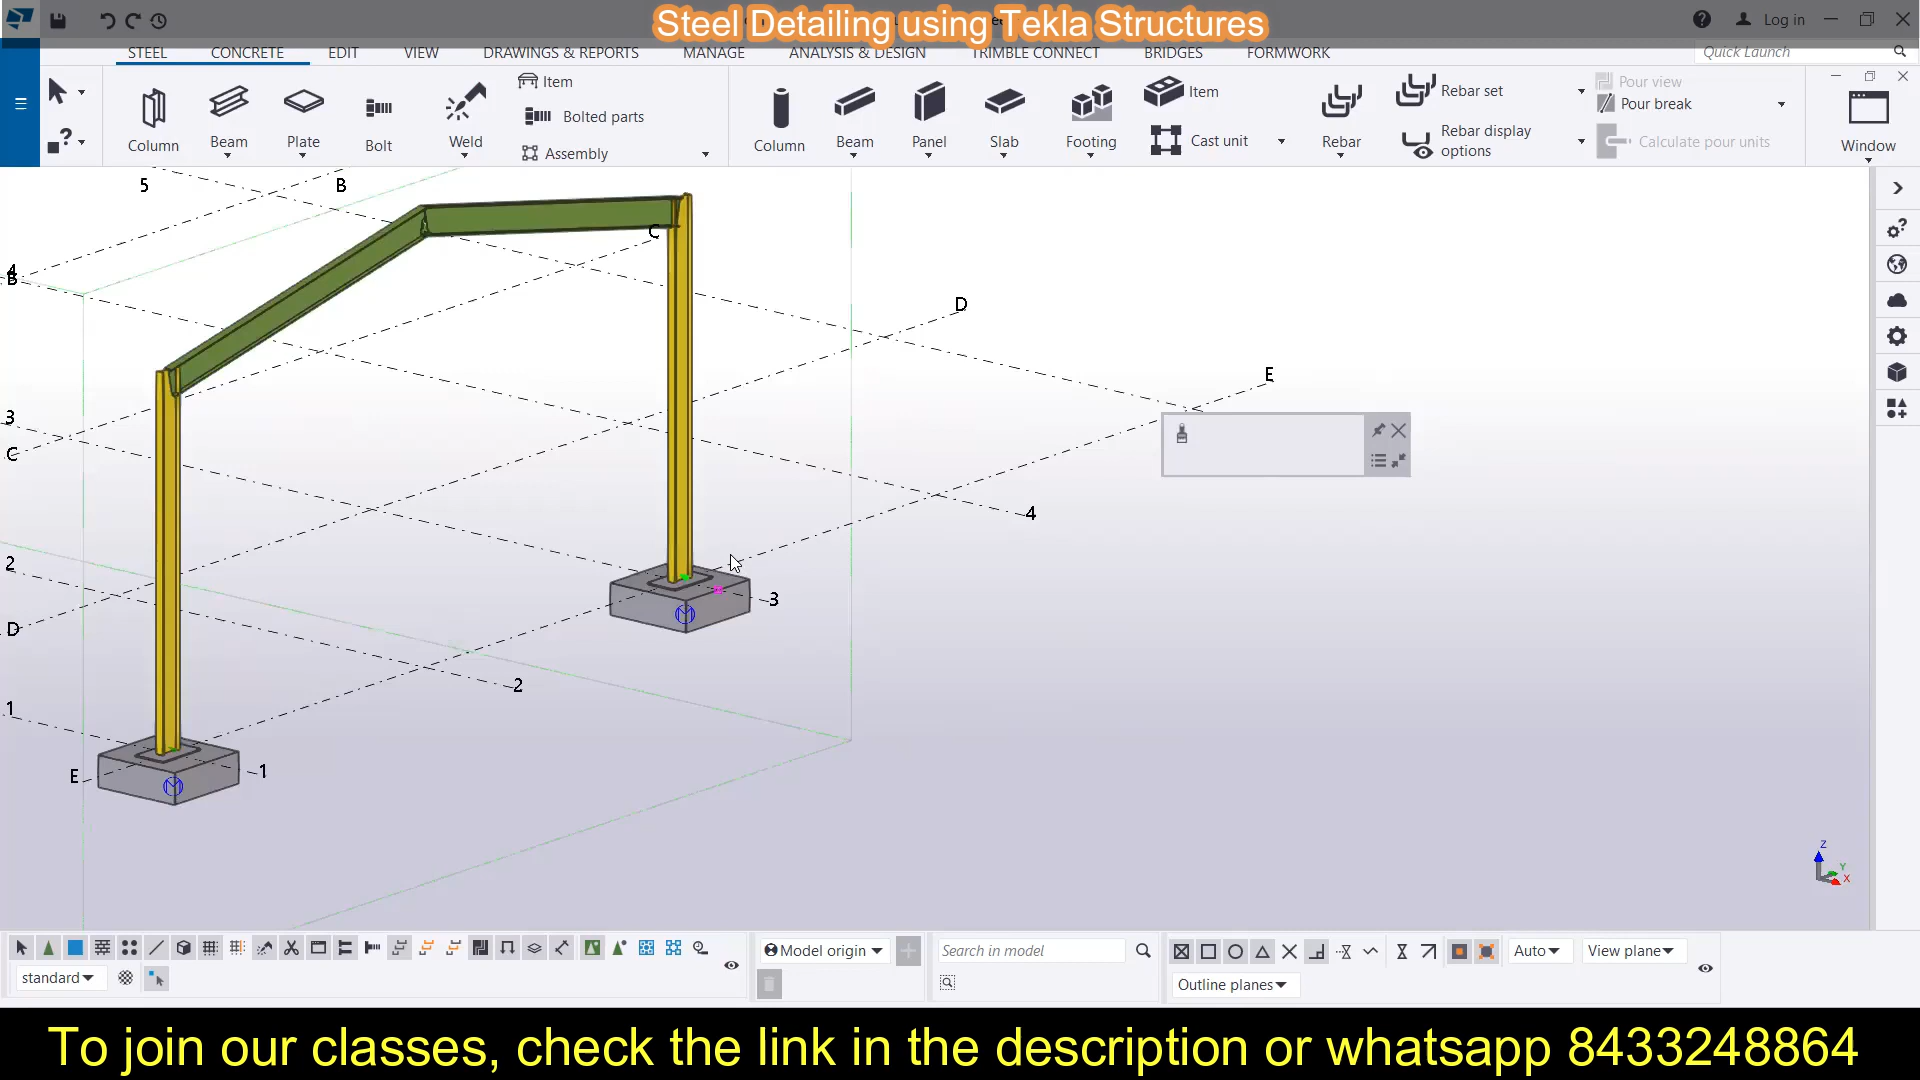 Steel Detailing using Tekla Structures
Log in
STEEL CONCRETE EDIT VIEW DRAWINGS & REPORTS MANAGE ANALYSIS & DESIGN TRIMBLE CONNECT BRIDGES FORMWORK
Quick Launch
Column
Beam
Plate
Bolt
Weld
Item
Bolted parts
Assembly
Column
Beam
Panel
Slab
Footing
Item
Cast unit
Rebar
Rebar set
Rebar display
options
Pour view
Pour break
Calculate pour units
Window
5
B
C
4
B
D
E
3
C
4
2
D
3
2
1
E
1
M
M
Z
Y
X
standard
Model origin
Search in model
Auto
View plane
Outline planes
To join our classes, check the link in the description or whatsapp 8433248864